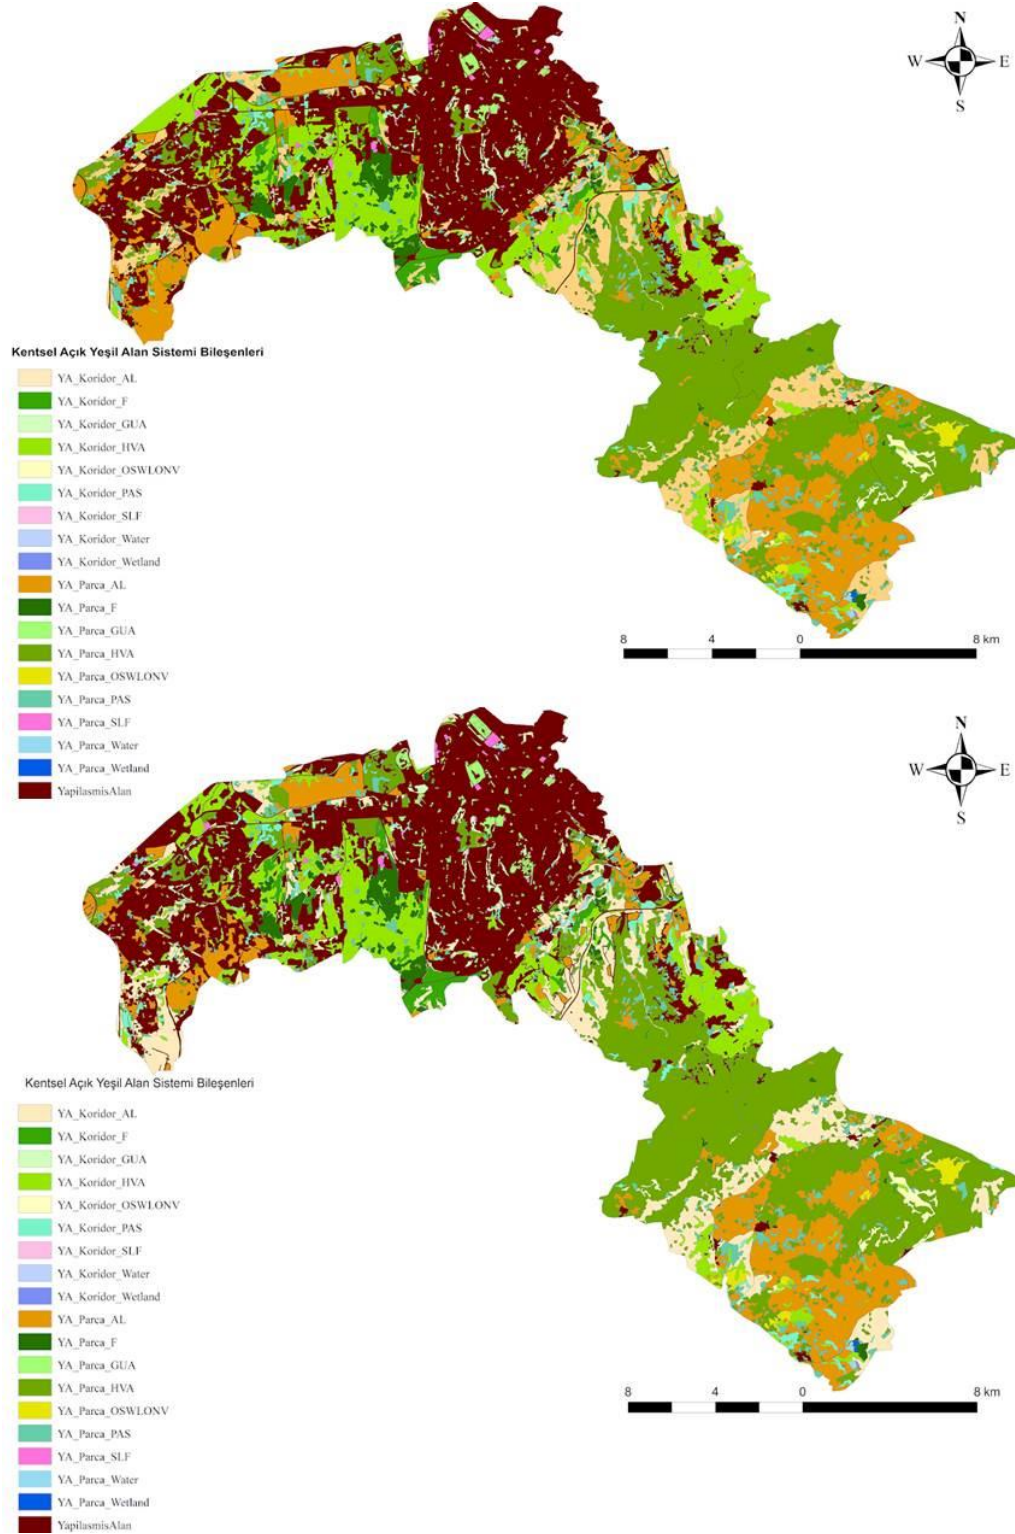 N
W E
S
Kentsel Açık Yeşil Alan Sistemi Bileşenleri
YA_Koridor_AL
YA_Koridor_F
YA_Koridor_GUA
YA_Koridor_HVA
YA_Koridor_OSWLONV
YA_Koridor_PAS
YA_Koridor_SLF
YA_Koridor_Water
YA_Koridor_Wetland
YA_Parca_AL
YA_Parca_F
YA_Parca_GUA
YA_Parca_HVA
YA_Parca_OSWLONV
YA_Parca_PAS
YA_Parca_SLF
YA_Parca_Water
YA_Parca_Wetland
YapilasmisAlan
8 4 0 8 km
N
W E
S
Kentsel Açık Yeşil Alan Sistemi Bileşenleri
YA_Koridor_AL
YA_Koridor_F
YA_Koridor_GUA
YA_Koridor_HVA
YA_Koridor_OSWLONV
YA_Koridor_PAS
YA_Koridor_SLF
YA_Koridor_Water
YA_Koridor_Wetland
YA_Parca_AL
YA_Parca_F
YA_Parca_GUA
YA_Parca_HVA
YA_Parca_OSWLONV
YA_Parca_PAS
YA_Parca_SLF
YA_Parca_Water
YA_Parca_Wetland
YapilasmisAlan
8 4 0 8 km